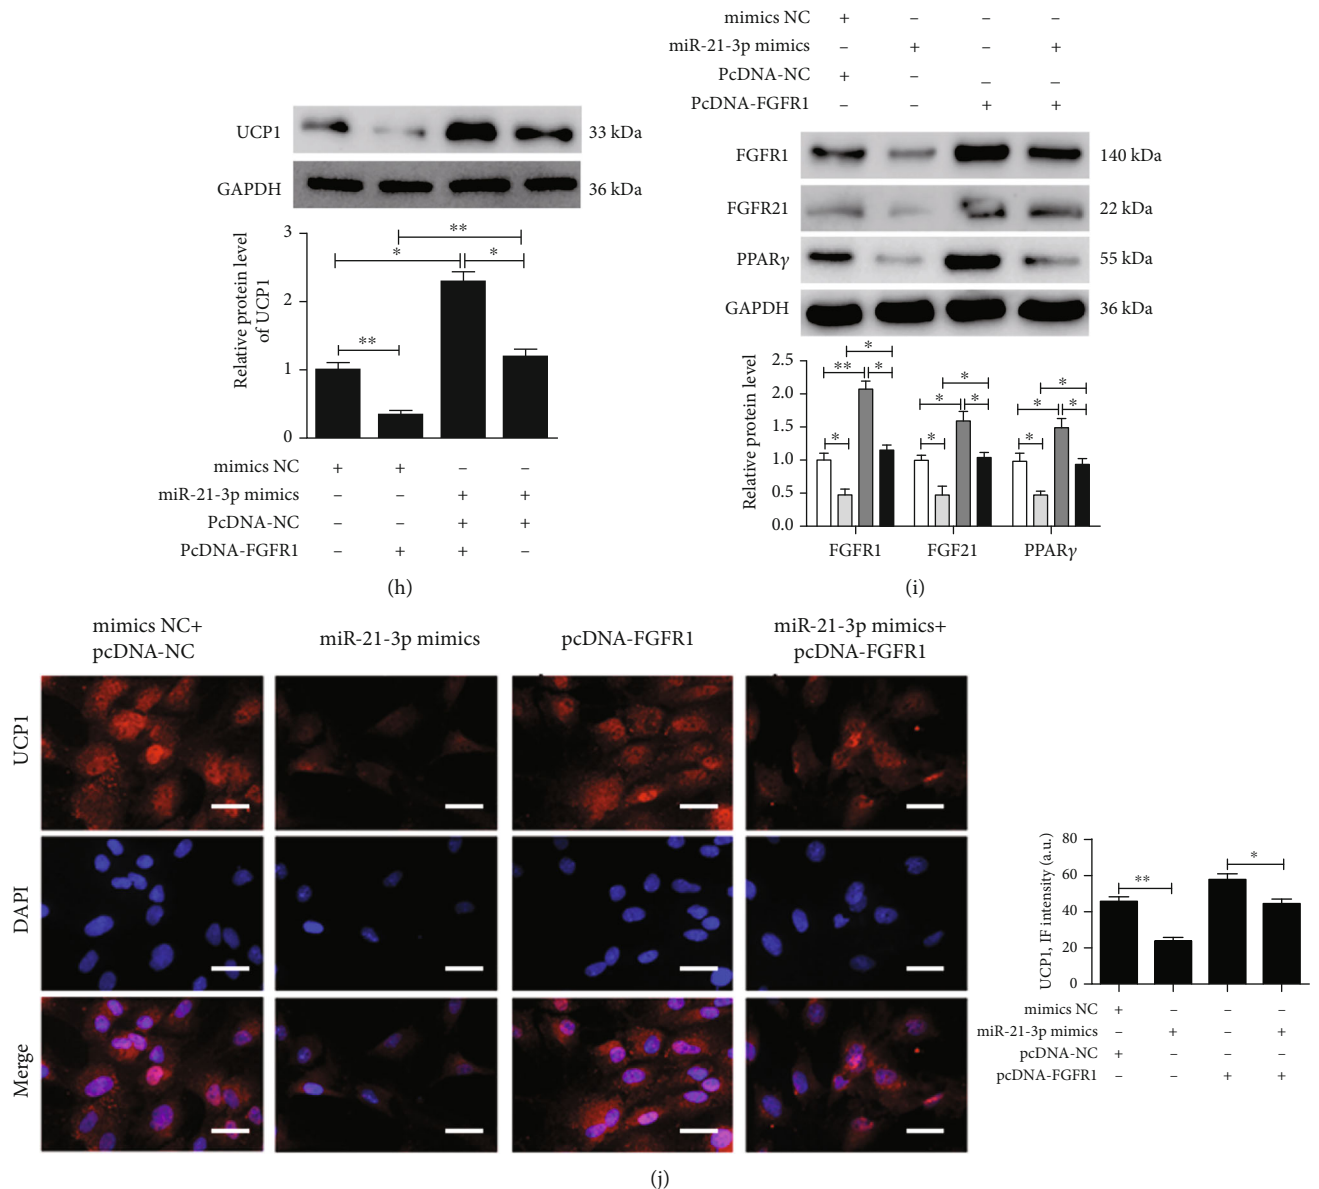 UCP1 33 kDa
GAPDH 36 kDa
Relative protein level
of UCP1
3
2
1
0
** 
* *
**
mimics NC + + – –
miR-21-3p mimics – – + +
PcDNA-NC – – + +
PcDNA-FGFR1 – + + –
(h)
mimics NC + – – –
miR-21-3p mimics – + – +
PcDNA-NC + – – –
PcDNA-FGFR1 – – + +
FGFR1 140 kDa
FGFR21 22 kDa
PPARγ 55 kDa
GAPDH 36 kDa
Relative protein level
2.5
2.0
1.5
1.0
0.5
0.0
* ** * *
* * * *
* * * *
FGFR1 FGF21 PPARγ
(i)
mimics NC+
pcDNA-NC
miR-21-3p mimics
pcDNA-FGFR1
miR-21-3p mimics+
pcDNA-FGFR1
UCP1
DAPI
Merge
UCP1, IF intensity (a.u.)
80
60
40
20
0
** *
mimics NC + – – –
miR-21-3p mimics – + – +
pcDNA-NC + – – –
pcDNA-FGFR1 – – + +
(j)